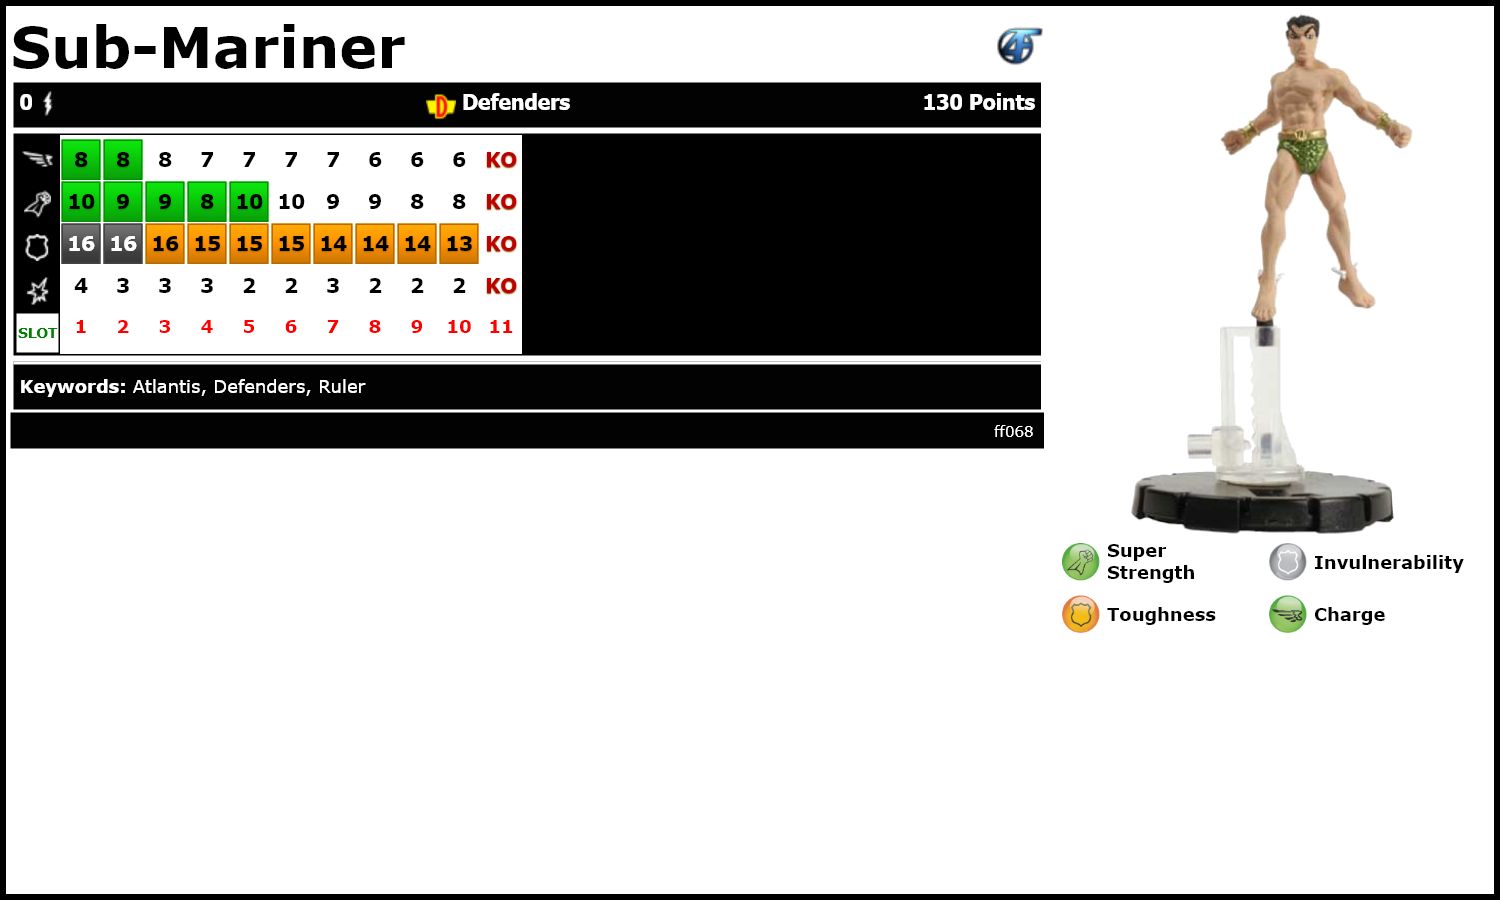 Sub-Mariner
0 Defenders 130 Points
8 8 8 7 7 7 7 6 6 6 KO
10 9 9 8 10 10 9 9 8 8 KO
16 16 16 15 15 15 14 14 14 13 KO
4 3 3 3 2 2 3 2 2 2 KO
SLOT 1 2 3 4 5 6 7 8 9 10 11
Keywords: Atlantis, Defenders, Ruler
ff068
Super
Strength
Invulnerability
Toughness
Charge